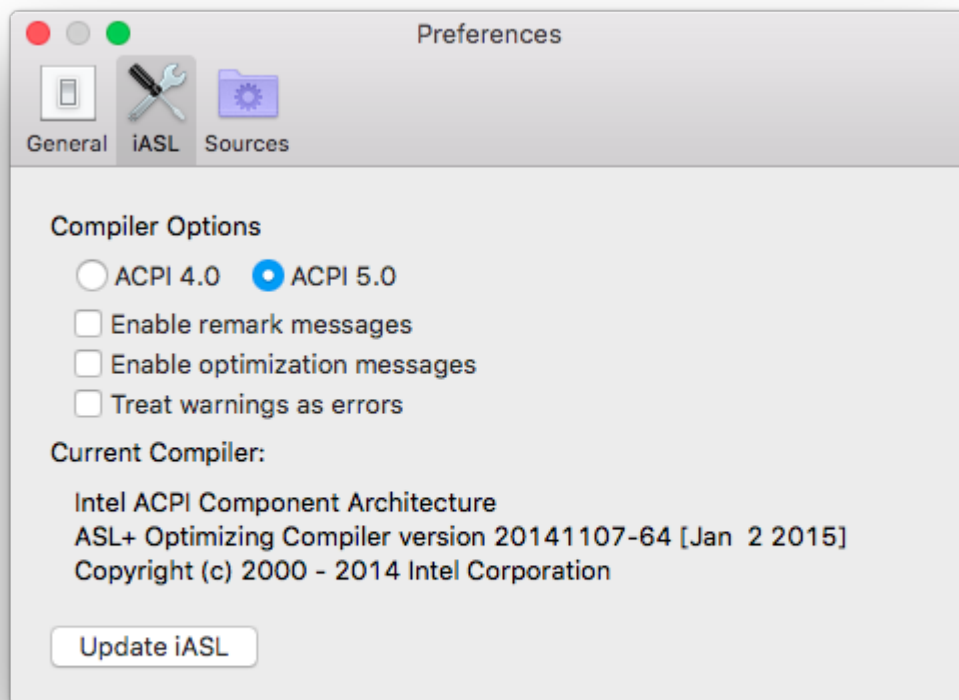 Preferences
General iASL Sources
Compiler Options
ACPI 4.0 ACPI 5.0
Enable remark messages
Enable optimization messages
Treat warnings as errors
Current Compiler:
Intel ACPI Component Architecture
ASL+ Optimizing Compiler version 20141107-64 [Jan  2 2015]
Copyright (c) 2000 - 2014 Intel Corporation
Update iASL